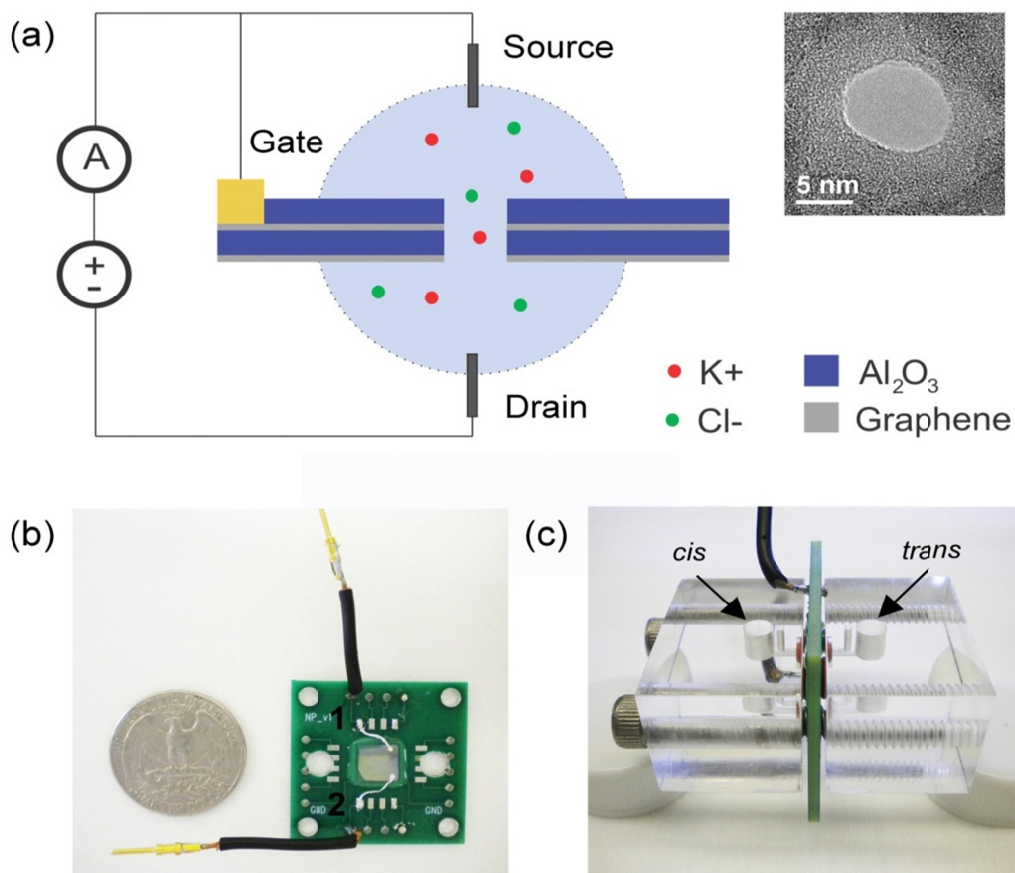 (a)
Source
Gate
A
+
-
5 nm
Drain
K+
Al₂O₃
Cl-
Graphene
(b)
1
NP_v1
2
GND
GND
(c)
cis
trans